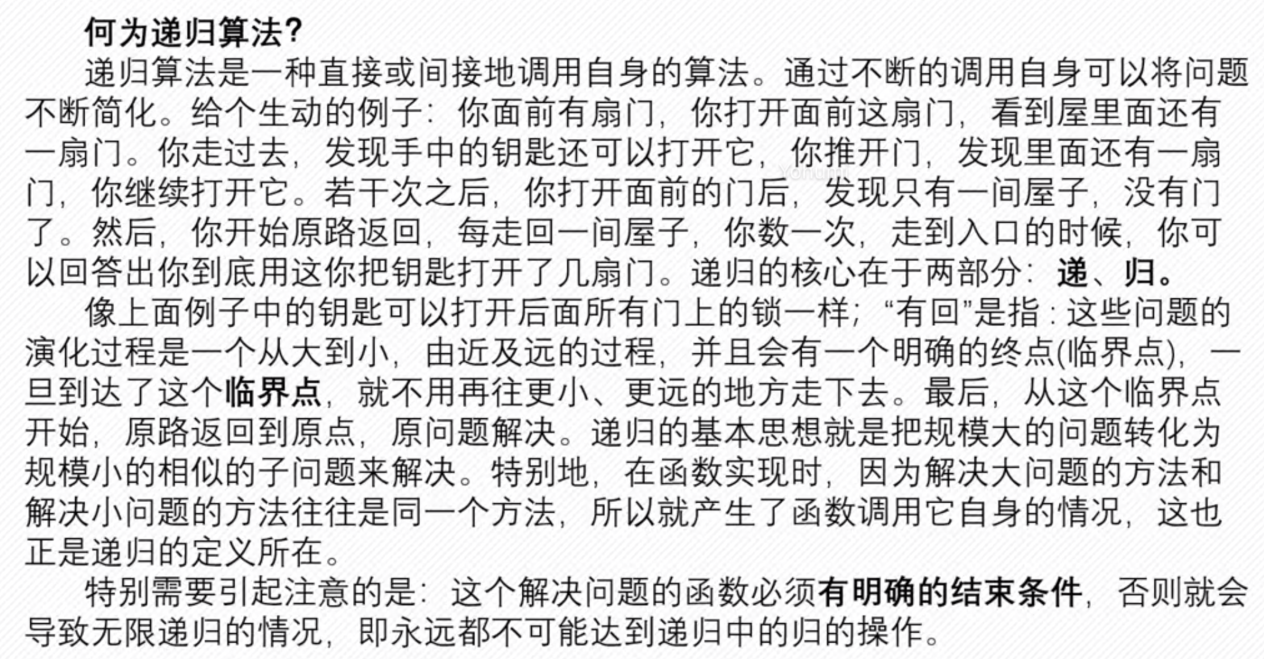 何为递归算法？
递归算法是一种直接或间接地调用自身的算法。通过不断的调用自身可以将问题
不断简化。给个生动的例子：你面前有扇门，你打开面前这扇门，看到屋里面还有
一扇门。你走过去，发现手中的钥匙还可以打开它，你推开门，发现里面还有一扇
门，你继续打开它。若干次之后，你打开面前的门后，发现只有一间屋子，没有门
了。然后，你开始原路返回，每走回一间屋子，你数一次，走到入口的时候，你可
以回答出你到底用这你把钥匙打开了几扇门。递归的核心在于两部分：递、归。
像上面例子中的钥匙可以打开后面所有门上的锁一样；“有回”是指：这些问题的
演化过程是一个从大到小，由近及远的过程，并且会有一个明确的终点(临界点)，一
旦到达了这个临界点，就不用再往更小、更远的地方走下去。最后，从这个临界点
开始，原路返回到原点，原问题解决。递归的基本思想就是把规模大的问题转化为
规模小的相似的子问题来解决。特别地，在函数实现时，因为解决大问题的方法和
解决小问题的方法往往是同一个方法，所以就产生了函数调用它自身的情况，这也
正是递归的定义所在。
特别需要引起注意的是：这个解决问题的函数必须有明确的结束条件，否则就会
导致无限递归的情况，即永远都不可能达到递归中的归的操作。